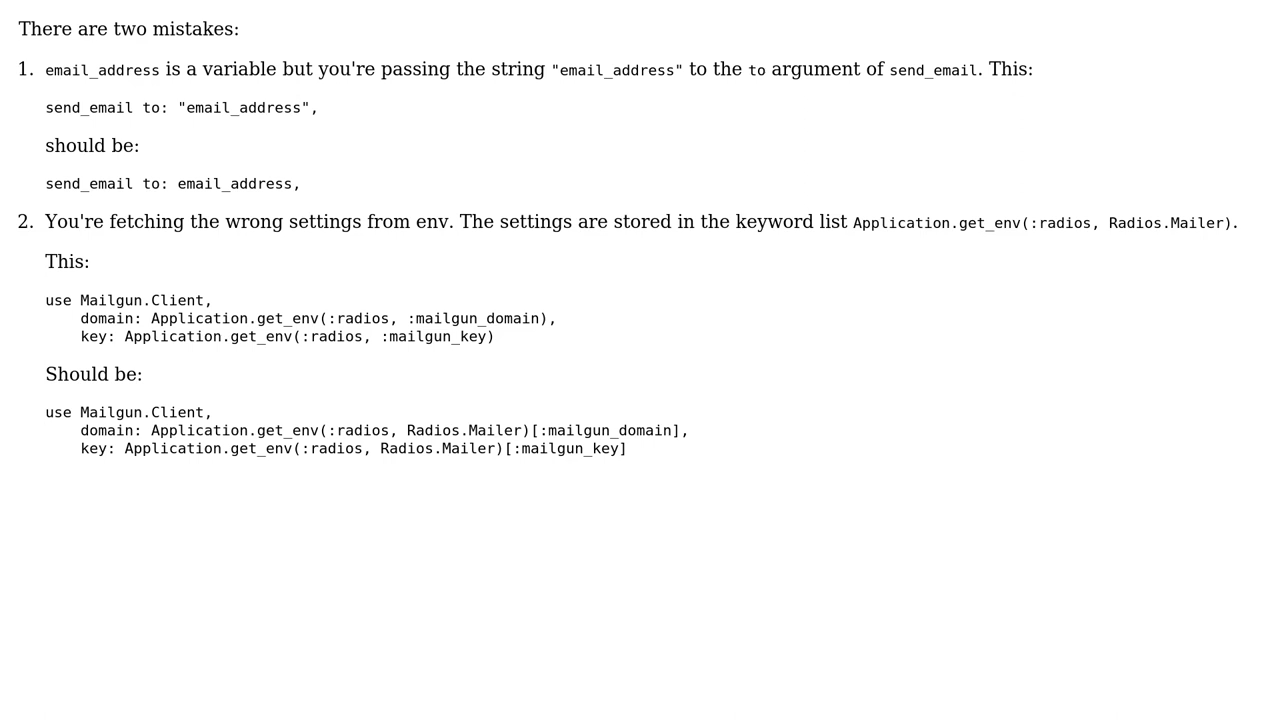 There are two mistakes:
1. email_address is a variable but you're passing the string "email_address" to the to argument of send_email. This:
send_email to: "email_address",
should be:
send_email to: email_address,
2. You're fetching the wrong settings from env. The settings are stored in the keyword list Application.get_env(:radios, Radios.Mailer).
This:
use Mailgun.Client,
    domain: Application.get_env(:radios, :mailgun_domain),
    key: Application.get_env(:radios, :mailgun_key)
Should be:
use Mailgun.Client,
    domain: Application.get_env(:radios, Radios.Mailer)[:mailgun_domain],
    key: Application.get_env(:radios, Radios.Mailer)[:mailgun_key]